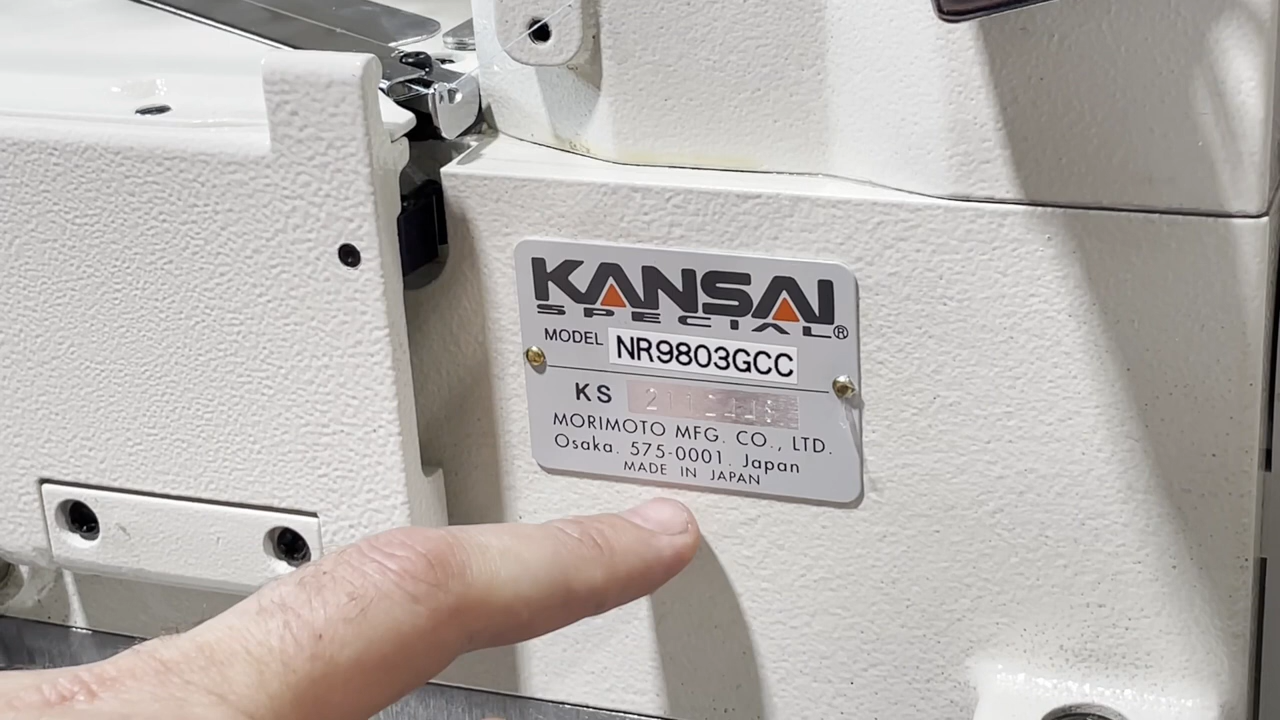 KANSAI
SPECIAL®
MODEL NR9803GCC
KS
MORIMOTO MFG. CO., LTD.
Osaka. 575-0001. Japan
MADE IN JAPAN